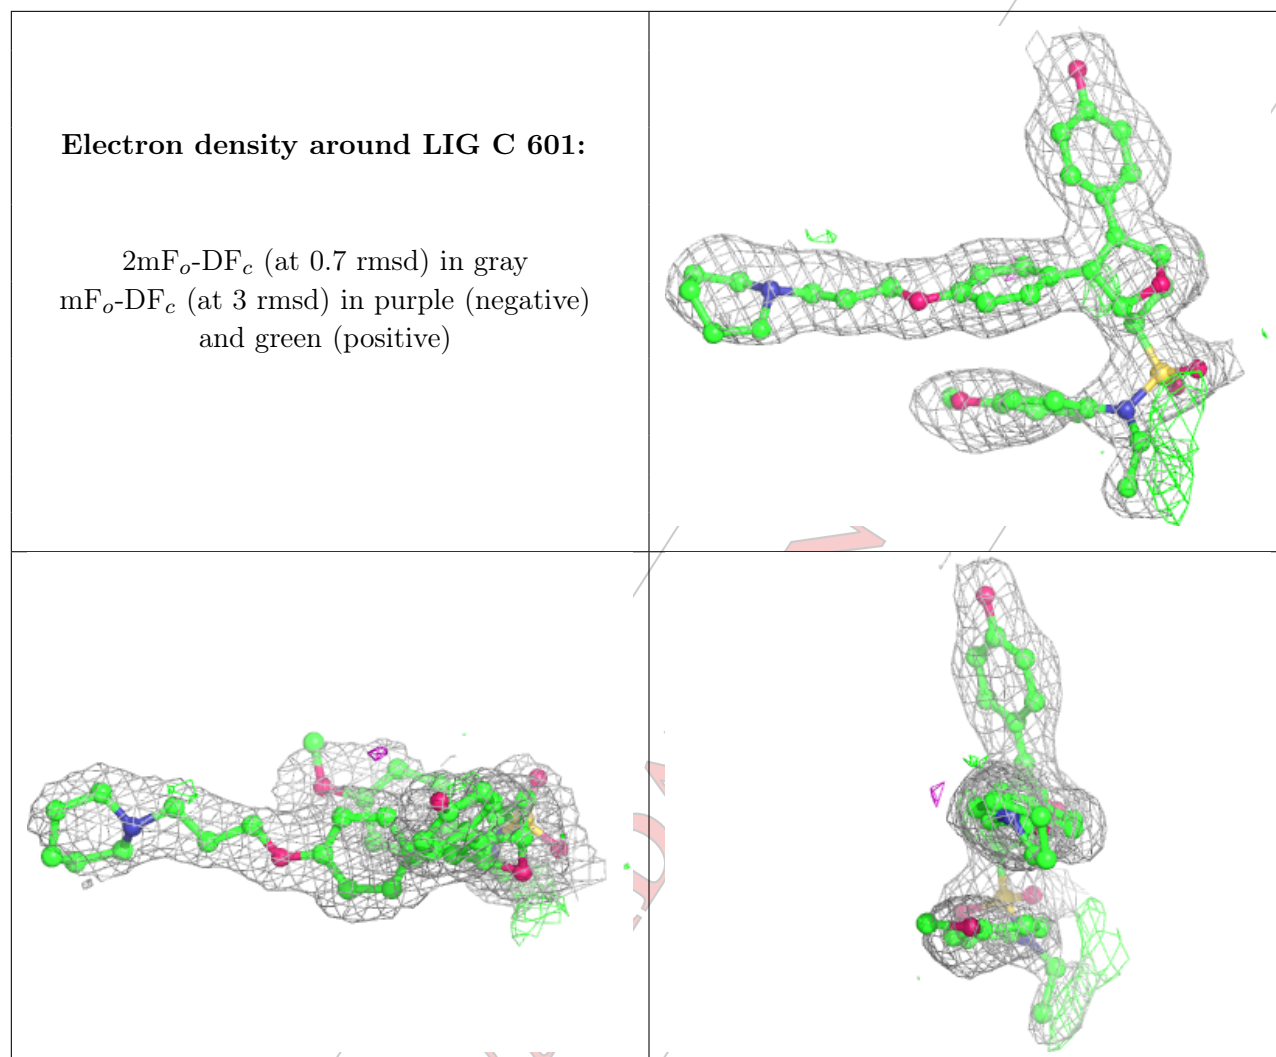 Electron density around LIG C 601:
2mFo-DFc (at 0.7 rmsd) in gray
mFo-DFc (at 3 rmsd) in purple (negative)
and green (positive)